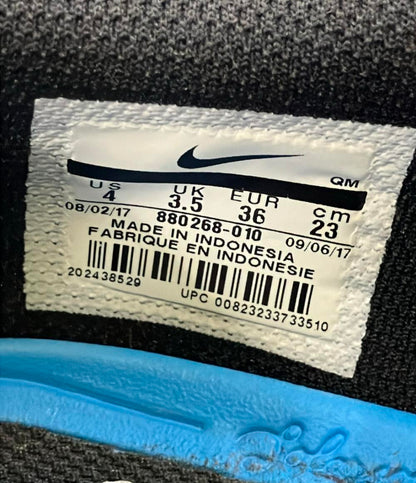 QM
US UK EUR cm
4 3.5 36 23
08/02/17 880268-010 09/06/17
MADE IN INDONESIA
FABRIQUE EN INDONESIE
202438529 UPC 00823233733510